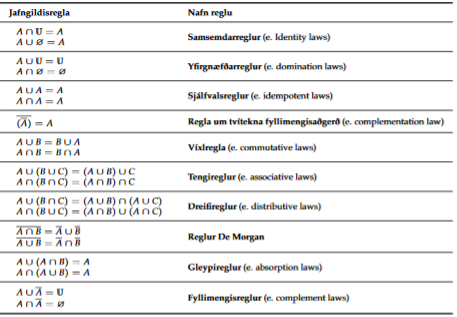 Jafngildisregla Nafn reglu
A ∩ U = A
A ∪ Ø = A
Samsemdarreglur (e. Identity laws)
A ∪ U = U
A ∩ Ø = Ø
Yfirgnæfðarreglur (e. domination laws)
A ∪ A = A
A ∩ A = A
Sjálfvalsreglur (e. idempotent laws)
(A̅)̅ = A Regla um tvítekna fyllimengisaðgerð (e. complementation law)
A ∪ B = B ∪ A
A ∩ B = B ∩ A
Víxlregla (e. commutative laws)
A ∪ (B ∪ C) = (A ∪ B) ∪ C
A ∩ (B ∩ C) = (A ∩ B) ∩ C
Tengireglur (e. associative laws)
A ∪ (B ∩ C) = (A ∪ B) ∩ (A ∪ C)
A ∩ (B ∪ C) = (A ∩ B) ∪ (A ∩ C)
Dreifireglur (e. distributive laws)
A̅ ̅∩̅ ̅B̅ = A̅ ∪ B̅
A̅ ̅∪̅ ̅B̅ = A̅ ∩ B̅
Reglur De Morgan
A ∪ (A ∩ B) = A
A ∩ (A ∪ B) = A
Gleypireglur (e. absorption laws)
A ∪ A̅ = U
A ∩ A̅ = Ø
Fyllimengisreglur (e. complement laws)